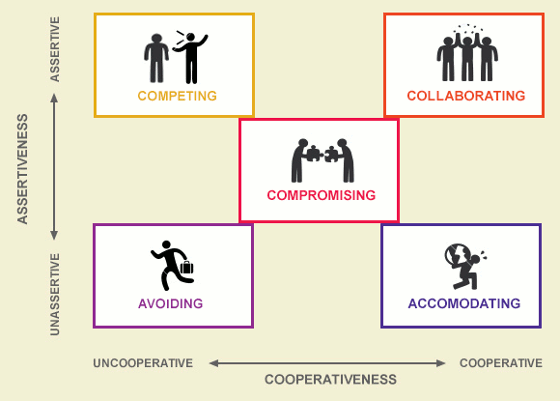 ASSERTIVE
COMPETING
COLLABORATING
ASSERTIVENESS
COMPROMISING
UNASSERTIVE
AVOIDING
ACCOMODATING
UNCOOPERATIVE
COOPERATIVE
COOPERATIVENESS